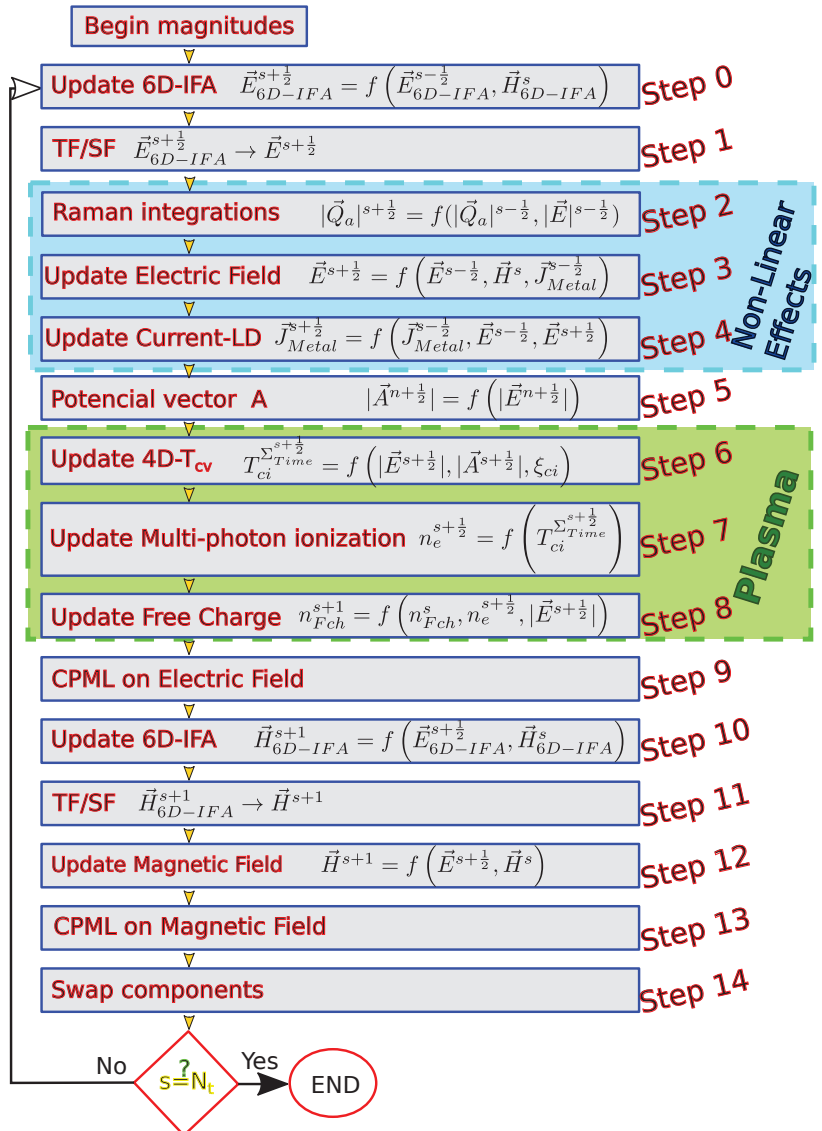 Begin magnitudes
Update 6D-IFA $\vec{E}_{6D-IFA}^{s+\frac{1}{2}} = f\left(\vec{E}_{6D-IFA}^{s-\frac{1}{2}}, \vec{H}_{6D-IFA}^{s}\right)$ Step 0
TF/SF $\vec{E}_{6D-IFA}^{s+\frac{1}{2}} \rightarrow \vec{E}^{s+\frac{1}{2}}$ Step 1
Raman integrations $|\vec{Q}_a|^{s+\frac{1}{2}} = f(|\vec{Q}_a|^{s-\frac{1}{2}}, |\vec{E}|^{s-\frac{1}{2}})$ Step 2
Update Electric Field $\vec{E}^{s+\frac{1}{2}} = f\left(\vec{E}^{s-\frac{1}{2}}, \vec{H}^{s}, \vec{J}_{Metal}^{s-\frac{1}{2}}\right)$ Step 3
Update Current-LD $\vec{J}_{Metal}^{s+\frac{1}{2}} = f\left(\vec{J}_{Metal}^{s-\frac{1}{2}}, \vec{E}^{s-\frac{1}{2}}, \vec{E}^{s+\frac{1}{2}}\right)$ Step 4
Non-Linear
Effects
Potencial vector A $|\vec{A}^{n+\frac{1}{2}}| = f\left(|\vec{E}^{n+\frac{1}{2}}|\right)$ Step 5
Update 4D-T$_{cv}$ $T_{ci}^{\Sigma_{Time}^{s+\frac{1}{2}}} = f\left(|\vec{E}^{s+\frac{1}{2}}|, |\vec{A}^{s+\frac{1}{2}}|, \xi_{ci}\right)$ Step 6
Update Multi-photon ionization $n_e^{s+\frac{1}{2}} = f\left(T_{ci}^{\Sigma_{Time}^{s+\frac{1}{2}}}\right)$ Step 7
Update Free Charge $n_{Fch}^{s+1} = f\left(n_{Fch}^{s}, n_e^{s+\frac{1}{2}}, |\vec{E}^{s+\frac{1}{2}}|\right)$ Step 8
Plasma
CPML on Electric Field Step 9
Update 6D-IFA $\vec{H}_{6D-IFA}^{s+1} = f\left(\vec{E}_{6D-IFA}^{s+\frac{1}{2}}, \vec{H}_{6D-IFA}^{s}\right)$ Step 10
TF/SF $\vec{H}_{6D-IFA}^{s+1} \rightarrow \vec{H}^{s+1}$ Step 11
Update Magnetic Field $\vec{H}^{s+1} = f\left(\vec{E}^{s+\frac{1}{2}}, \vec{H}^{s}\right)$ Step 12
CPML on Magnetic Field Step 13
Swap components Step 14
No
?
s=N$_t$
Yes
END